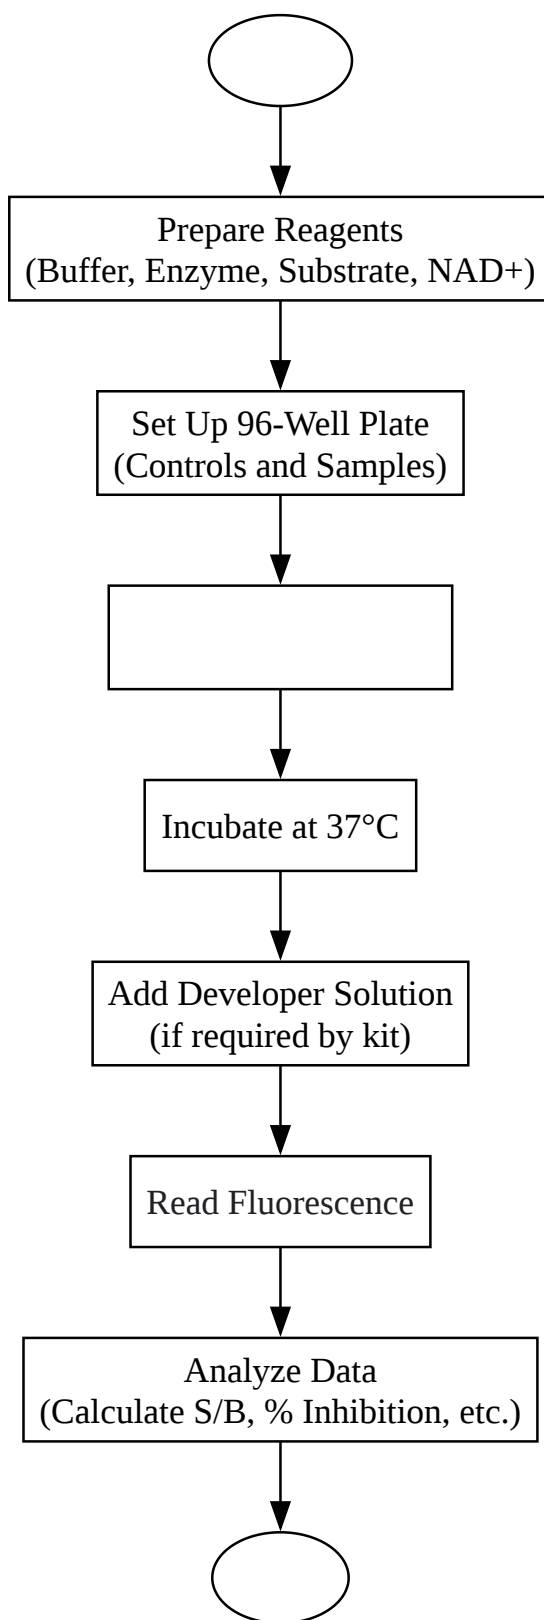 Prepare Reagents
(Buffer, Enzyme, Substrate, NAD+)
Set Up 96-Well Plate
(Controls and Samples)
Incubate at 37°C
Add Developer Solution
(if required by kit)
Read Fluorescence
Analyze Data
(Calculate S/B, % Inhibition, etc.)